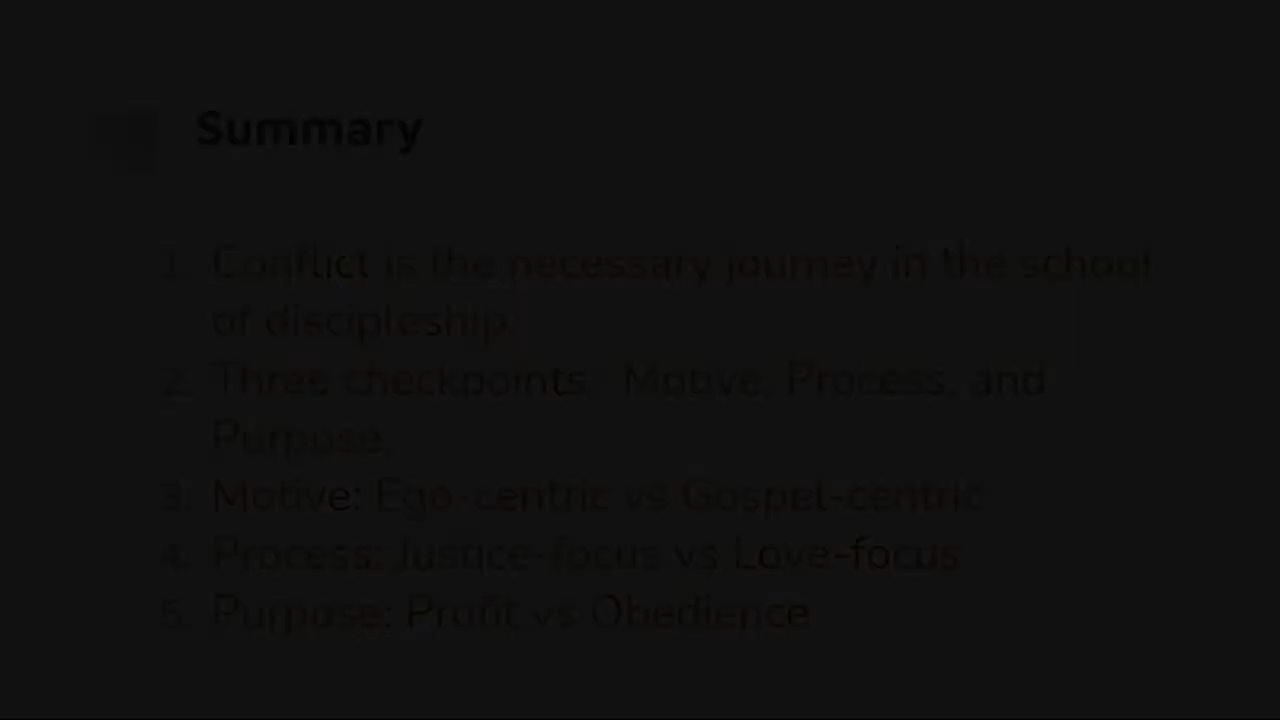 Summary
1. Conflict is the necessary journey in the school
of discipleship
2. Three checkpoints: Motive, Process, and
Purpose
3. Motive: Ego-centric vs Gospel-centric
4. Process: Justice-focus vs Love-focus
5. Purpose: Profit vs Obedience